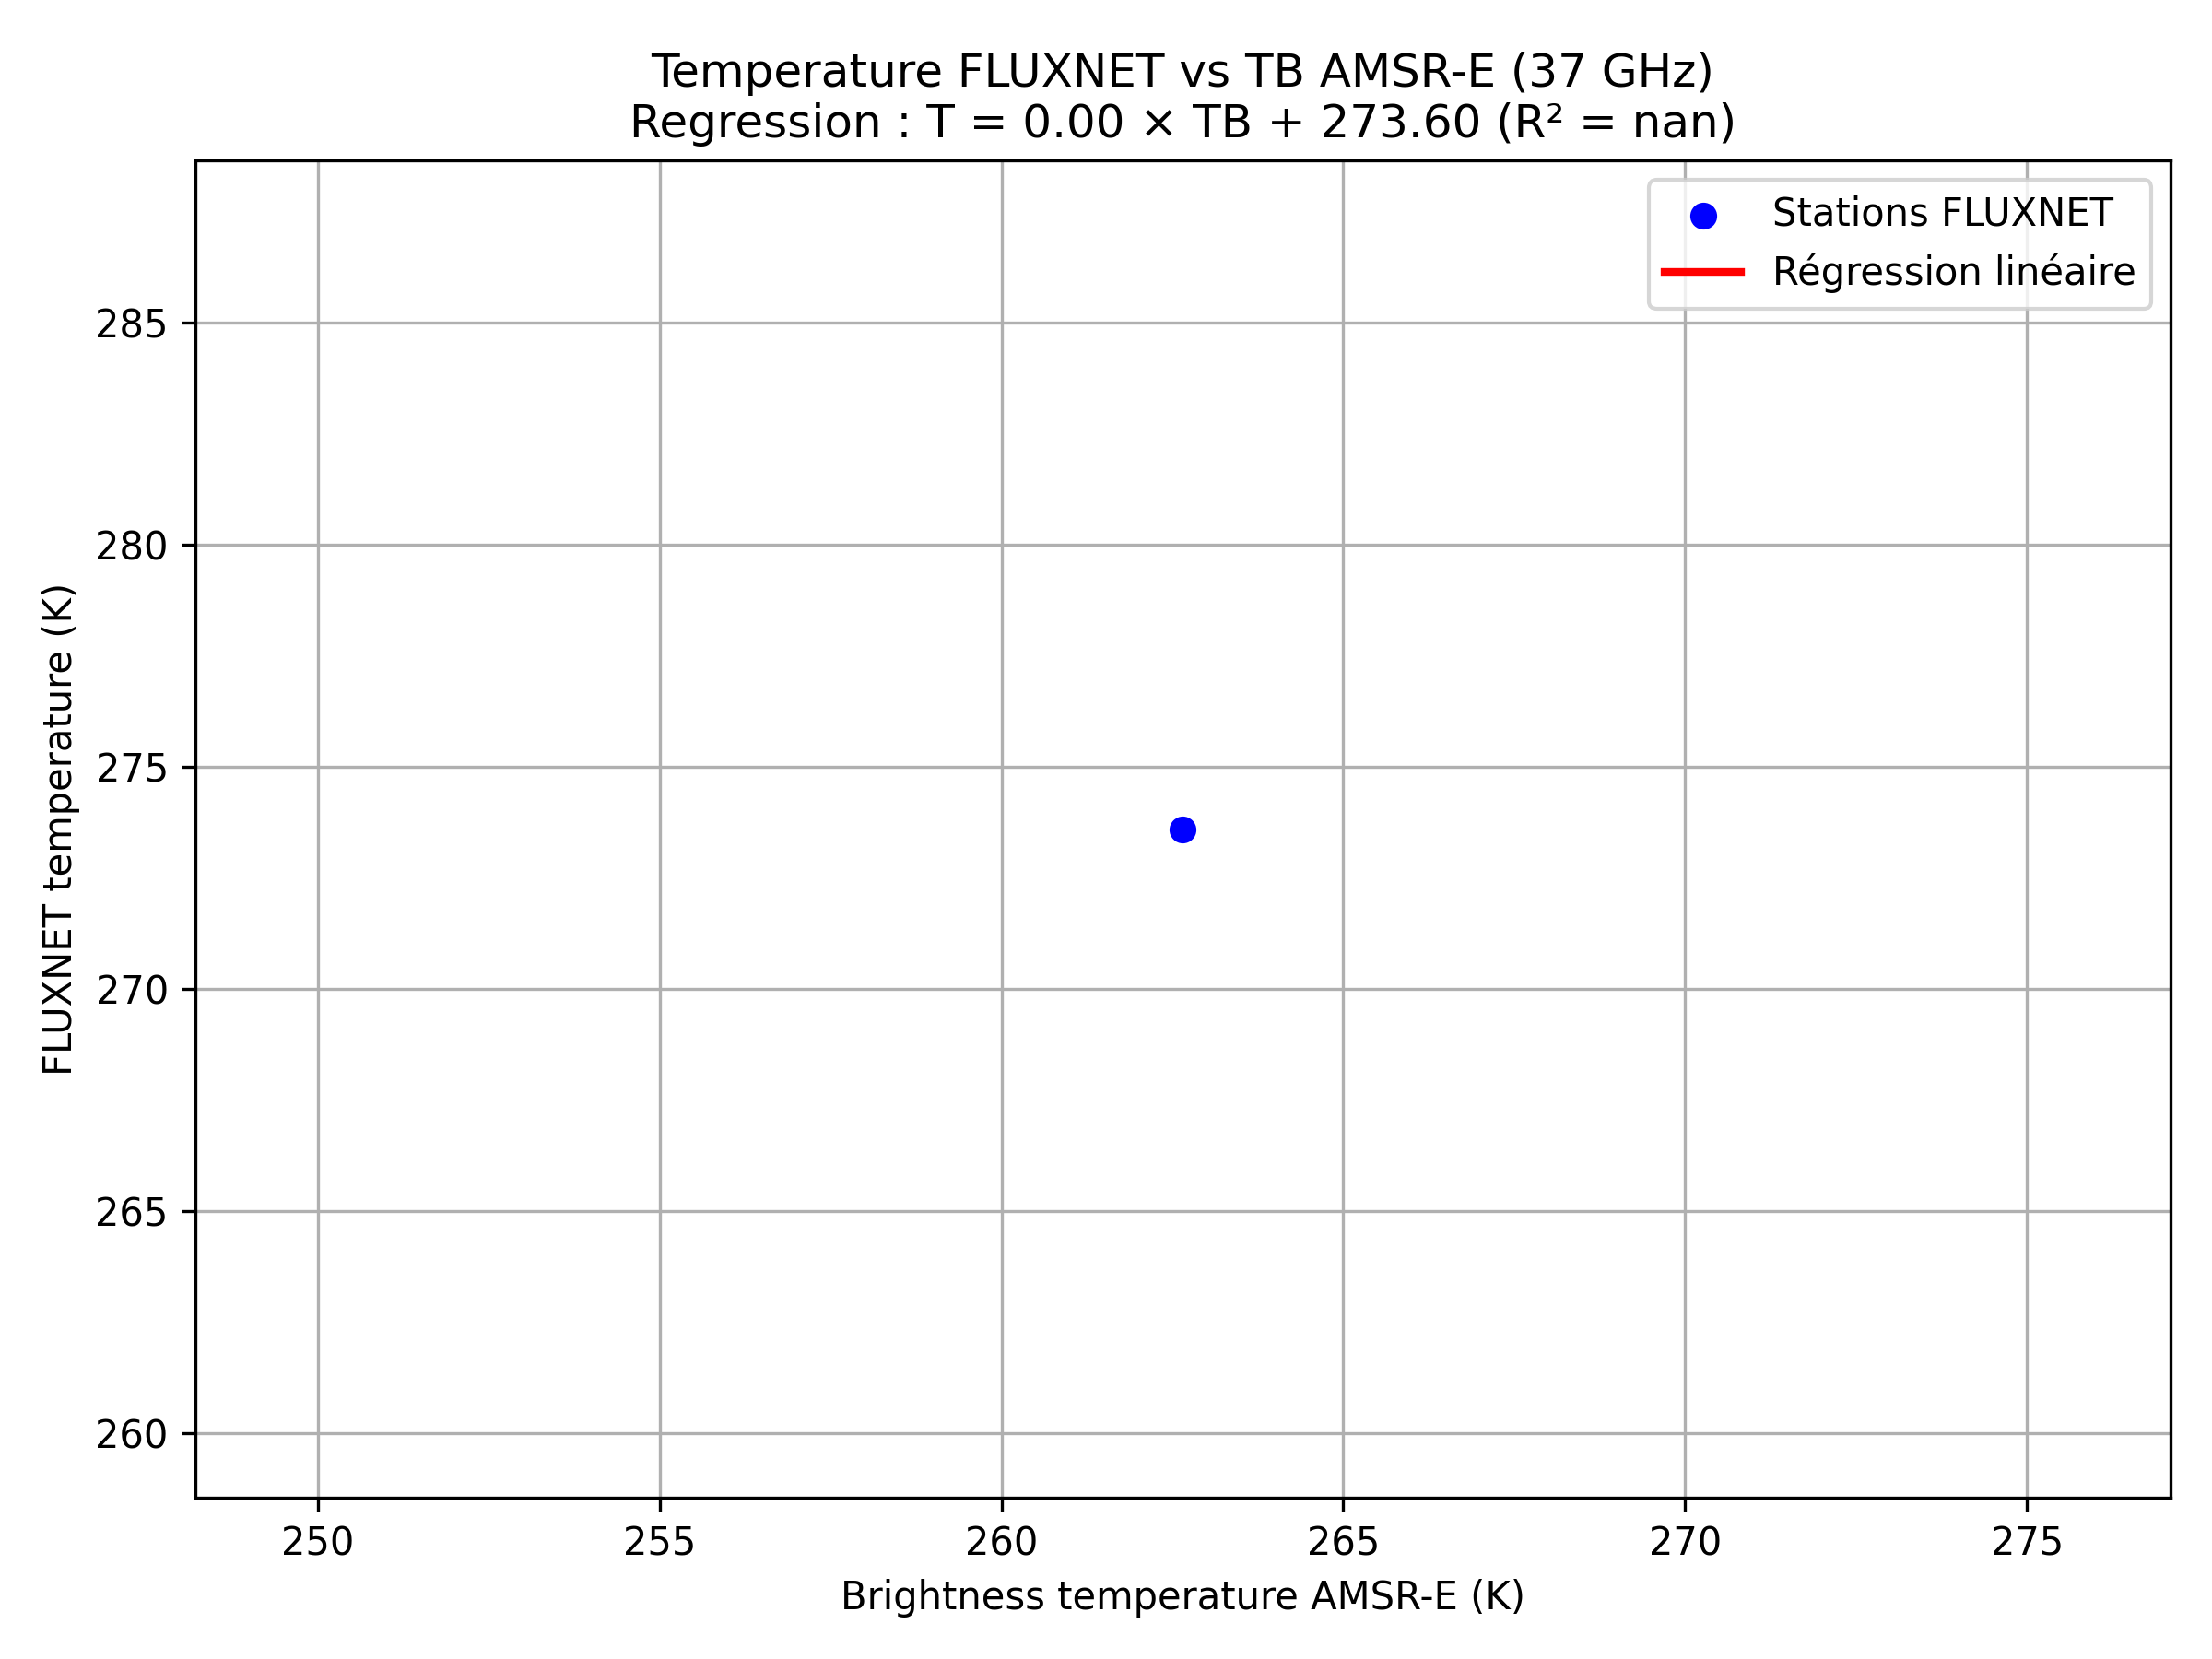 Temperature FLUXNET vs TB AMSR-E (37 GHz)
Regression : T = 0.00 × TB + 273.60 (R² = nan)
Stations FLUXNET
Régression linéaire
285
280
275
270
265
260
FLUXNET temperature (K)
250
255
260
265
270
275
Brightness temperature AMSR-E (K)